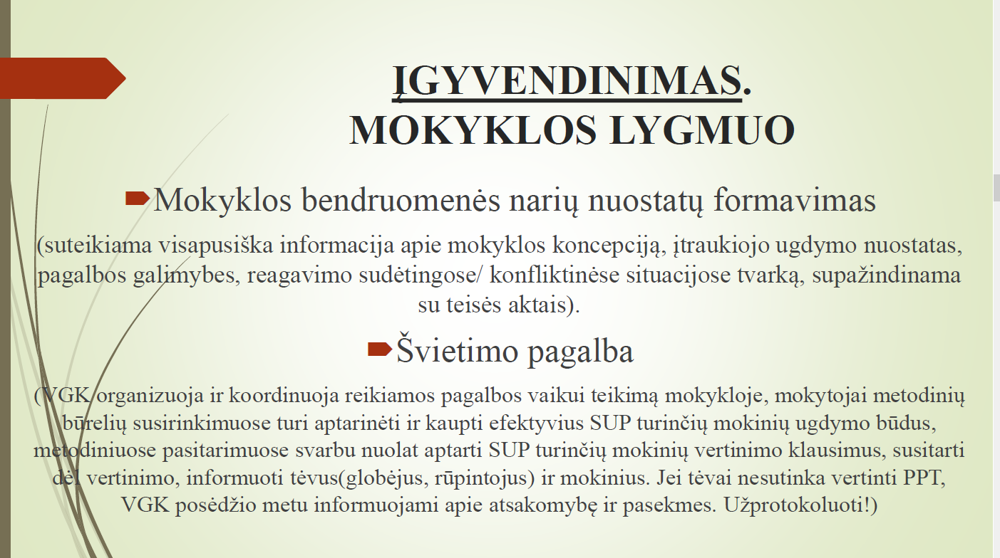 ĮGYVENDINIMAS.
MOKYKLOS LYGMUO
Mokyklos bendruomenės narių nuostatų formavimas
(suteikiama visapusiška informacija apie mokyklos koncepciją, įtraukiojo ugdymo nuostatas,
pagalbos galimybes, reagavimo sudėtingose/ konfliktinėse situacijose tvarką, supažindinama
su teisės aktais).
Švietimo pagalba
(VGK organizuoja ir koordinuoja reikiamos pagalbos vaikui teikimą mokykloje, mokytojai metodinių
būrelių susirinkimuose turi aptarinėti ir kaupti efektyvius SUP turinčių mokinių ugdymo būdus,
metodiniuose pasitarimuose svarbu nuolat aptarti SUP turinčių mokinių vertinimo klausimus, susitarti
dėl vertinimo, informuoti tėvus(globėjus, rūpintojus) ir mokinius. Jei tėvai nesutinka vertinti PPT,
VGK posėdžio metu informuojami apie atsakomybę ir pasekmes. Užprotokoluoti!)